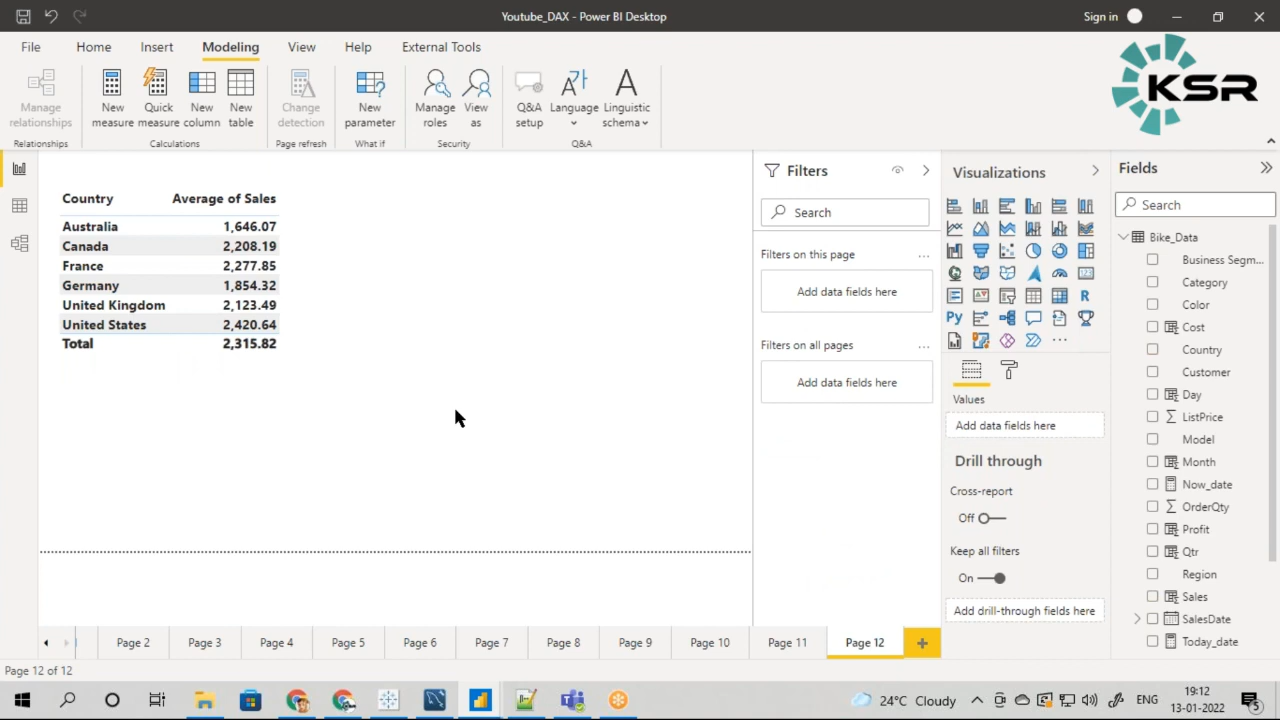 Youtube_DAX - Power BI Desktop
Sign in
File Home Insert Modeling View Help External Tools
KSR
Manage relationships
New measure
Quick measure
New column
New table
Change detection
New parameter
Manage roles
View as
Q&A setup
Language
Linguistic schema
Relationships
Calculations
Page refresh
What if
Security
Q&A
Country Average of Sales
Australia 1,646.07
Canada 2,208.19
France 2,277.85
Germany 1,854.32
United Kingdom 2,123.49
United States 2,420.64
Total 2,315.82
Filters
Search
Filters on this page
...
Add data fields here
Filters on all pages
...
Add data fields here
Visualizations
R
Py
...
Values
Add data fields here
Drill through
Cross-report
Off
Keep all filters
On
Add drill-through fields here
Fields
Search
Bike_Data
Business Segm...
Category
Color
Cost
Country
Customer
Day
ListPrice
Model
Month
Now_date
OrderQty
Profit
Qtr
Region
Sales
SalesDate
Today_date
Page 2 Page 3 Page 4 Page 5 Page 6 Page 7 Page 8 Page 9 Page 10 Page 11 Page 12 +
Page 12 of 12
24°C Cloudy
ENG
19:12
13-01-2022
5